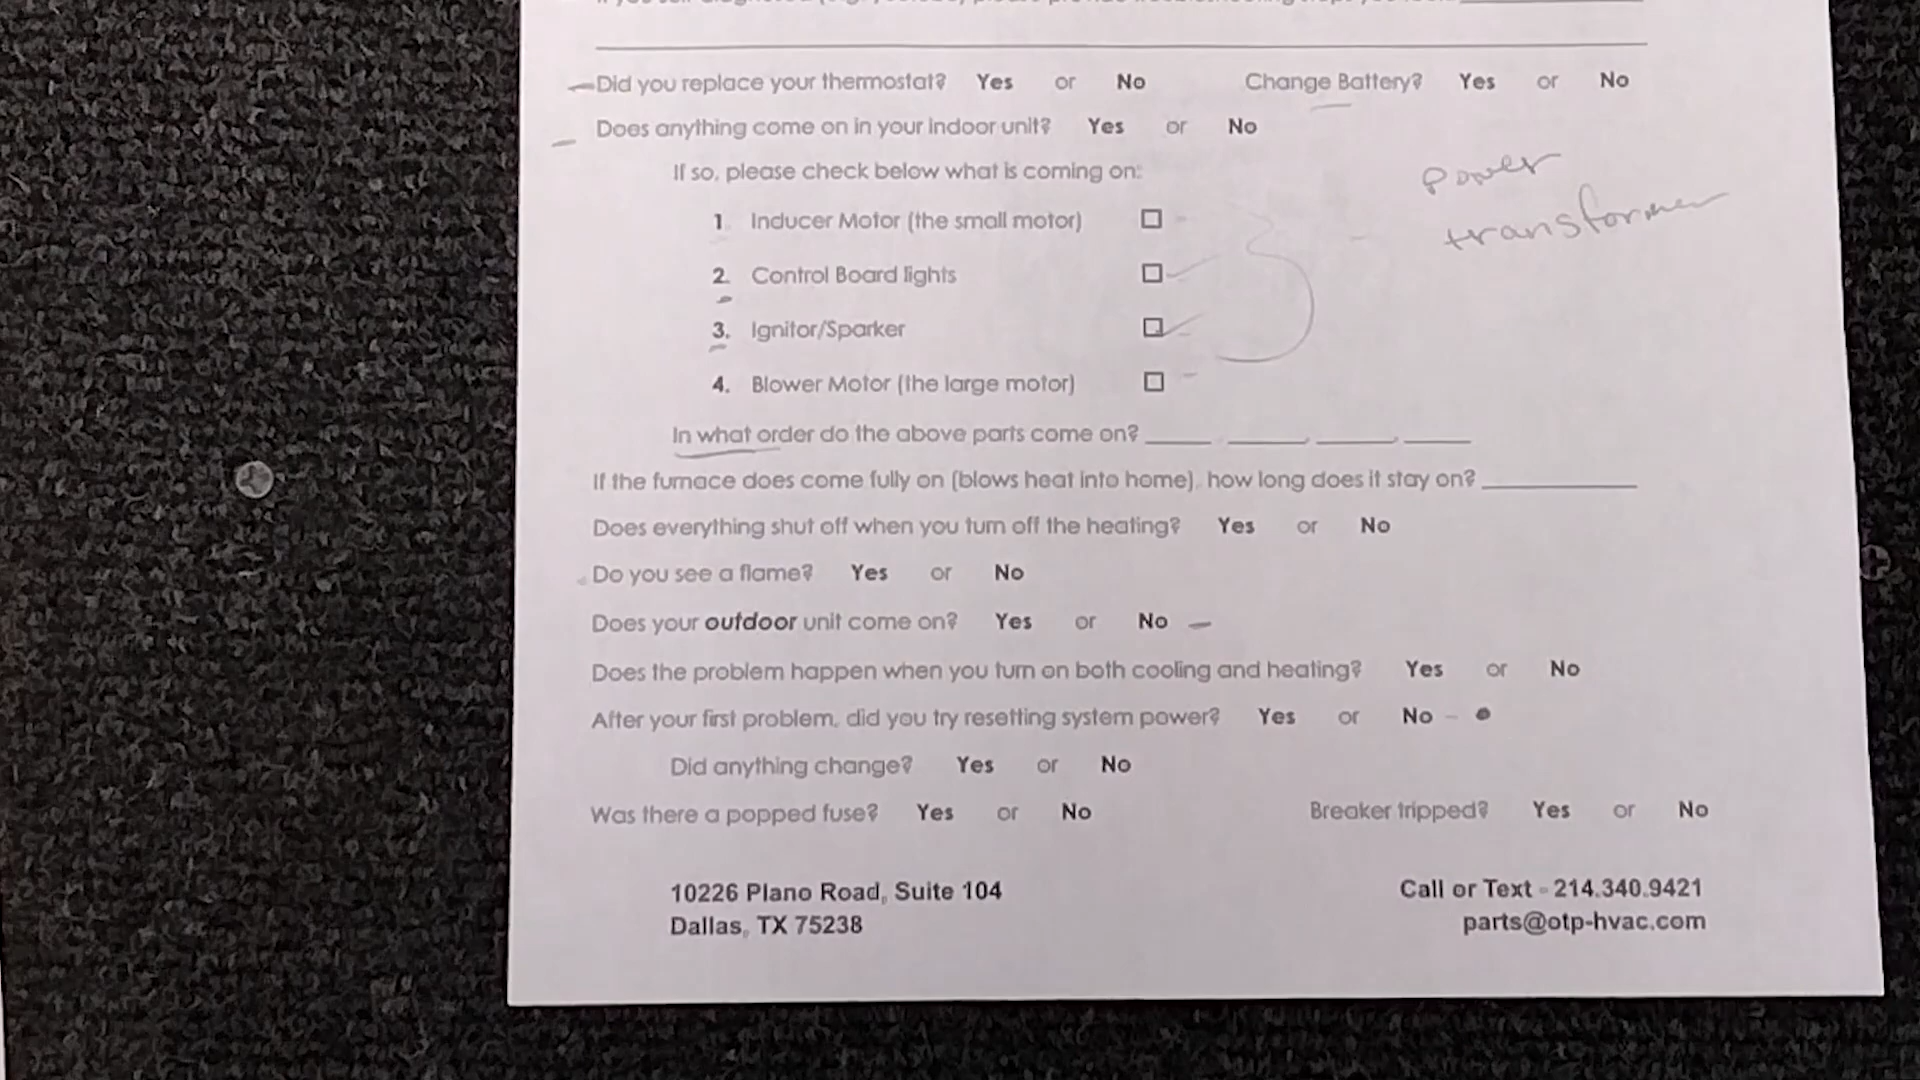 Did you replace your thermostat? Yes or No Change Battery? Yes or No
Does anything come on in your indoor unit? Yes or No
If so, please check below what is coming on:
power
transformer
1. Inducer Motor (the small motor)
2. Control Board lights
3. Ignitor/Sparker
4. Blower Motor (the large motor)
In what order do the above parts come on?
If the furnace does come fully on (blows heat into home), how long does it stay on?
Does everything shut off when you turn off the heating? Yes or No
Do you see a flame? Yes or No
Does your outdoor unit come on? Yes or No
Does the problem happen when you turn on both cooling and heating? Yes or No
After your first problem, did you try resetting system power? Yes or No
Did anything change? Yes or No
Was there a popped fuse? Yes or No Breaker tripped? Yes or No
10226 Plano Road, Suite 104
Dallas, TX 75238
Call or Text - 214.340.9421
parts@otp-hvac.com